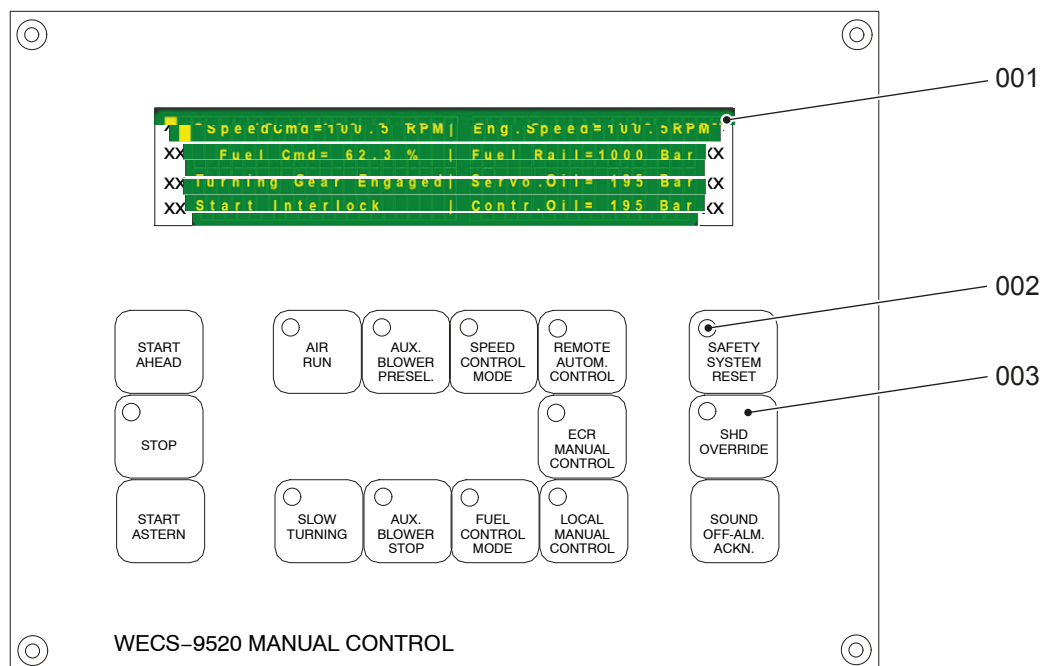 SpeedCmd=100.5 RPM| Eng.Speed=1000.5RPM
XX Fuel Cmd= 62.3 % | Fuel Rail=1000 Bar XX
XX Turning Gear Engaged| Servo.Oil= 195 Bar XX
XX Start Interlock | Contr.Oil= 195 Bar XX
001
002
003
START
AHEAD
AIR
RUN
AUX.
BLOWER
PRESEL.
SPEED
CONTROL
MODE
REMOTE
AUTOM.
CONTROL
SAFETY
SYSTEM
RESET
STOP
ECR
MANUAL
CONTROL
SHD
OVERRIDE
START
ASTERN
SLOW
TURNING
AUX.
BLOWER
STOP
FUEL
CONTROL
MODE
LOCAL
MANUAL
CONTROL
SOUND
OFF-ALM.
ACKN.
WECS−9520 MANUAL CONTROL